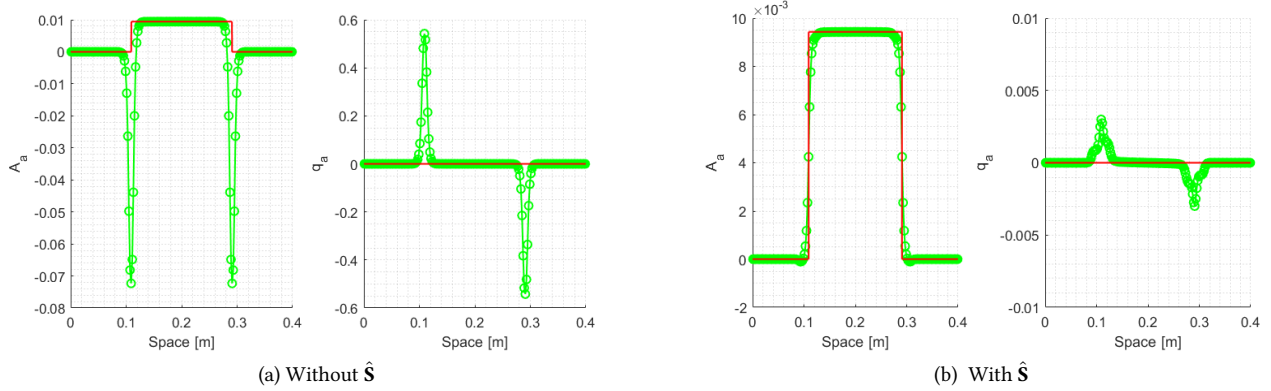 0.01
0
-0.01
-0.02
-0.03
-0.04
-0.05
-0.06
-0.07
-0.08
A_a
0 0.1 0.2 0.3 0.4
Space [m]
0.6
0.4
0.2
0
-0.2
-0.4
-0.6
q_a
0 0.1 0.2 0.3 0.4
Space [m]
(a) Without Ŝ
10 ×10^-3
8
6
4
2
0
-2
A_a
0 0.1 0.2 0.3 0.4
Space [m]
0.01
0.005
0
-0.005
-0.01
q_a
0 0.1 0.2 0.3 0.4
Space [m]
(b) With Ŝ